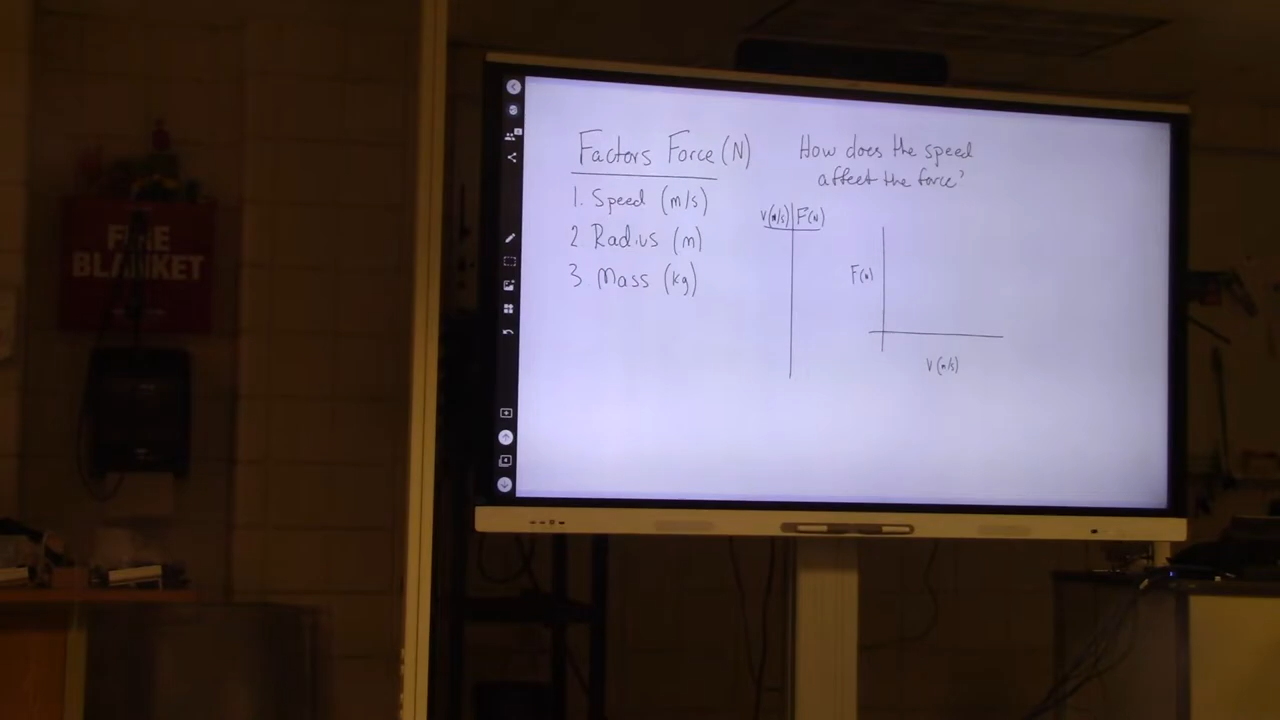 FIRE
BLANKET
Factors Force (N)
1. Speed (m/s)
2 Radius (m)
3 Mass (kg)
How does the speed
affect the force?
V(m/s) F(N)
F(N)
V(m/s)